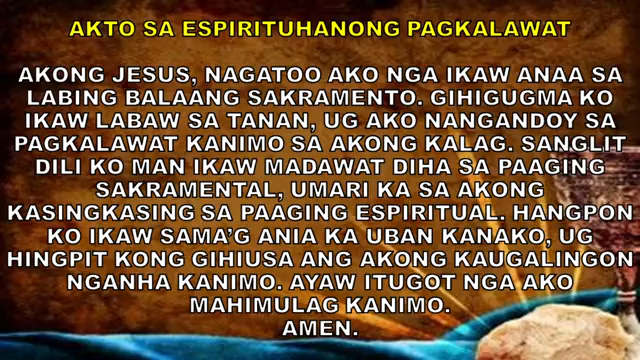 AKTO SA ESPIRITUHANONG PAGKALAWAT
AKONG JESUS, NAGATOO AKO NGA IKAW ANAA SA
LABING BALAANG SAKRAMENTO. GIHIGUGMA KO
IKAW LABAW SA TANAN, UG AKO NANGANDOY SA
PAGKALAWAT KANIMO SA AKONG KALAG. SANGLIT
DILI KO MAN IKAW MADAWAT DIHA SA PAAGING
SAKRAMENTAL, UMARI KA SA AKONG
KASINGKASING SA PAAGING ESPIRITUAL. HANGPON
KO IKAW SAMA’G ANIA KA UBAN KANAKO, UG
HINGPIT KONG GIHIUSA ANG AKONG KAUGALINGON
NGANHA KANIMO. AYAW ITUGOT NGA AKO
MAHIMULAG KANIMO.
AMEN.